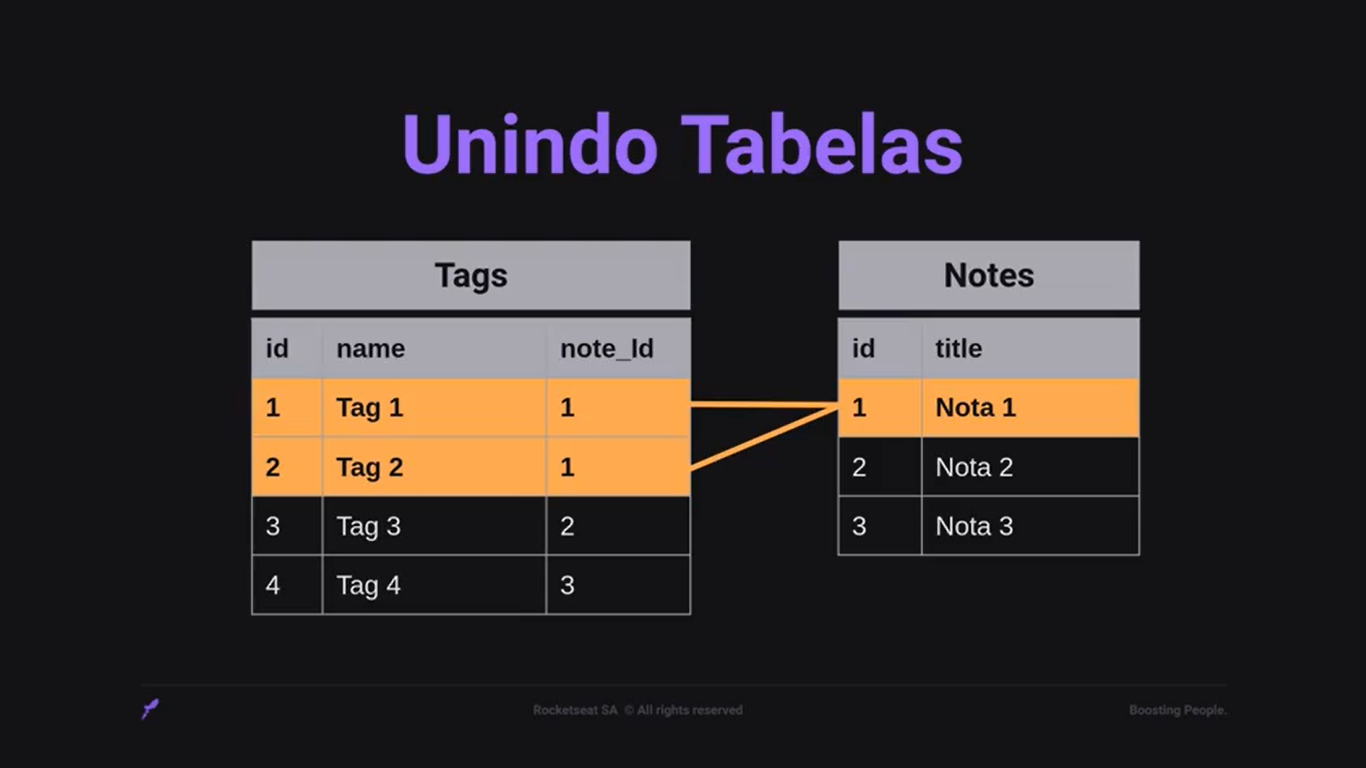 Unindo Tabelas
Tags
id name note_Id
1 Tag 1 1
2 Tag 2 1
3 Tag 3 2
4 Tag 4 3
Notes
id title
1 Nota 1
2 Nota 2
3 Nota 3
Rocketseat SA © All rights reserved
Boosting People.